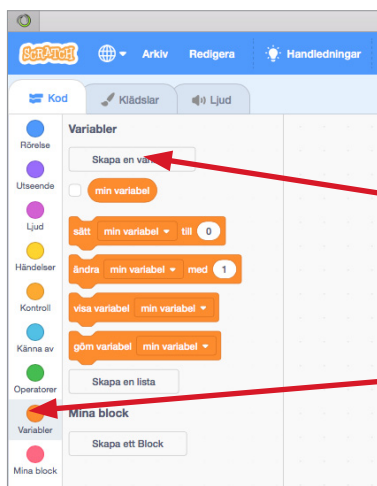 SCRATCH Arkiv Redigera Handledningar
Kod Klädslar Ljud
Rörelse
Utseende
Ljud
Händelser
Kontroll
Känna av
Operatorer
Variabler
Mina block
Variabler
Skapa en
min variabel
sätt min variabel till 0
ändra min variabel med 1
visa variabel min variabel
göm variabel min variabel
Skapa en lista
Mina block
Skapa ett Block